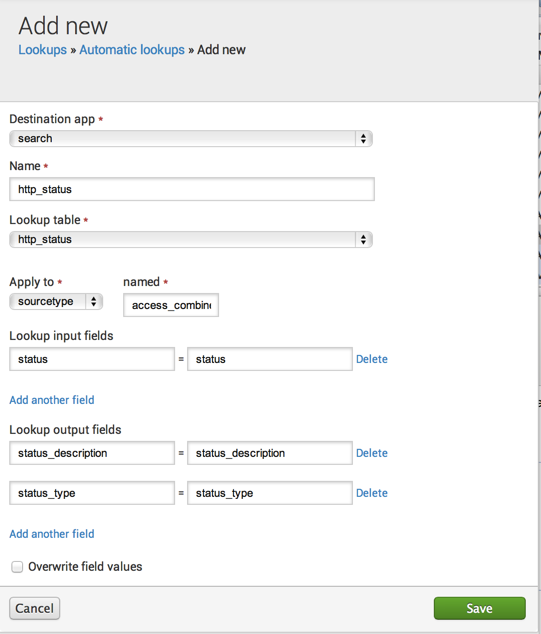 Add new
Lookups » Automatic lookups » Add new
Destination app *
search
Name *
http_status
Lookup table *
http_status
Apply to * named *
sourcetype access_combin
Lookup input fields
status = status Delete
Add another field
Lookup output fields
status_description = status_description Delete
status_type = status_type Delete
Add another field
Overwrite field values
Cancel Save